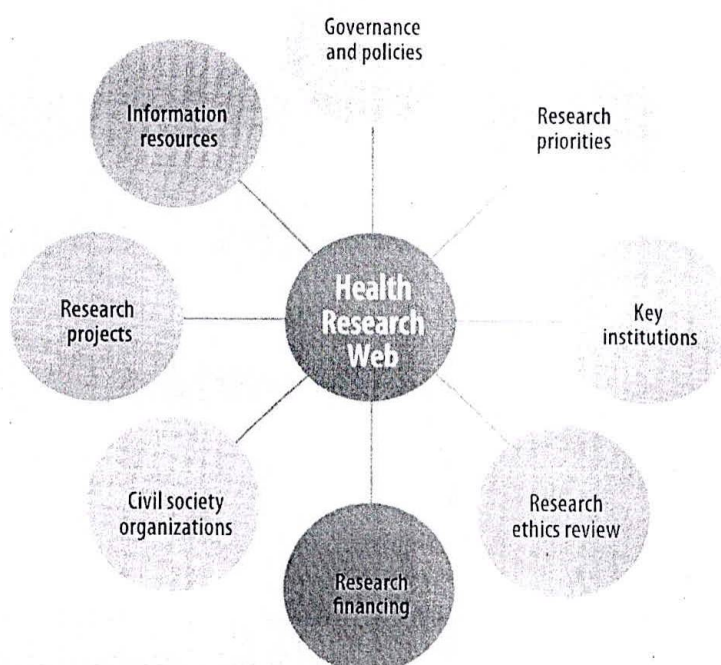 Governance
and policies
Information
resources
Research
priorities
Health
Research
Web
Research
projects
Key
institutions
Civil society
organizations
Research
ethics review
Research
financing